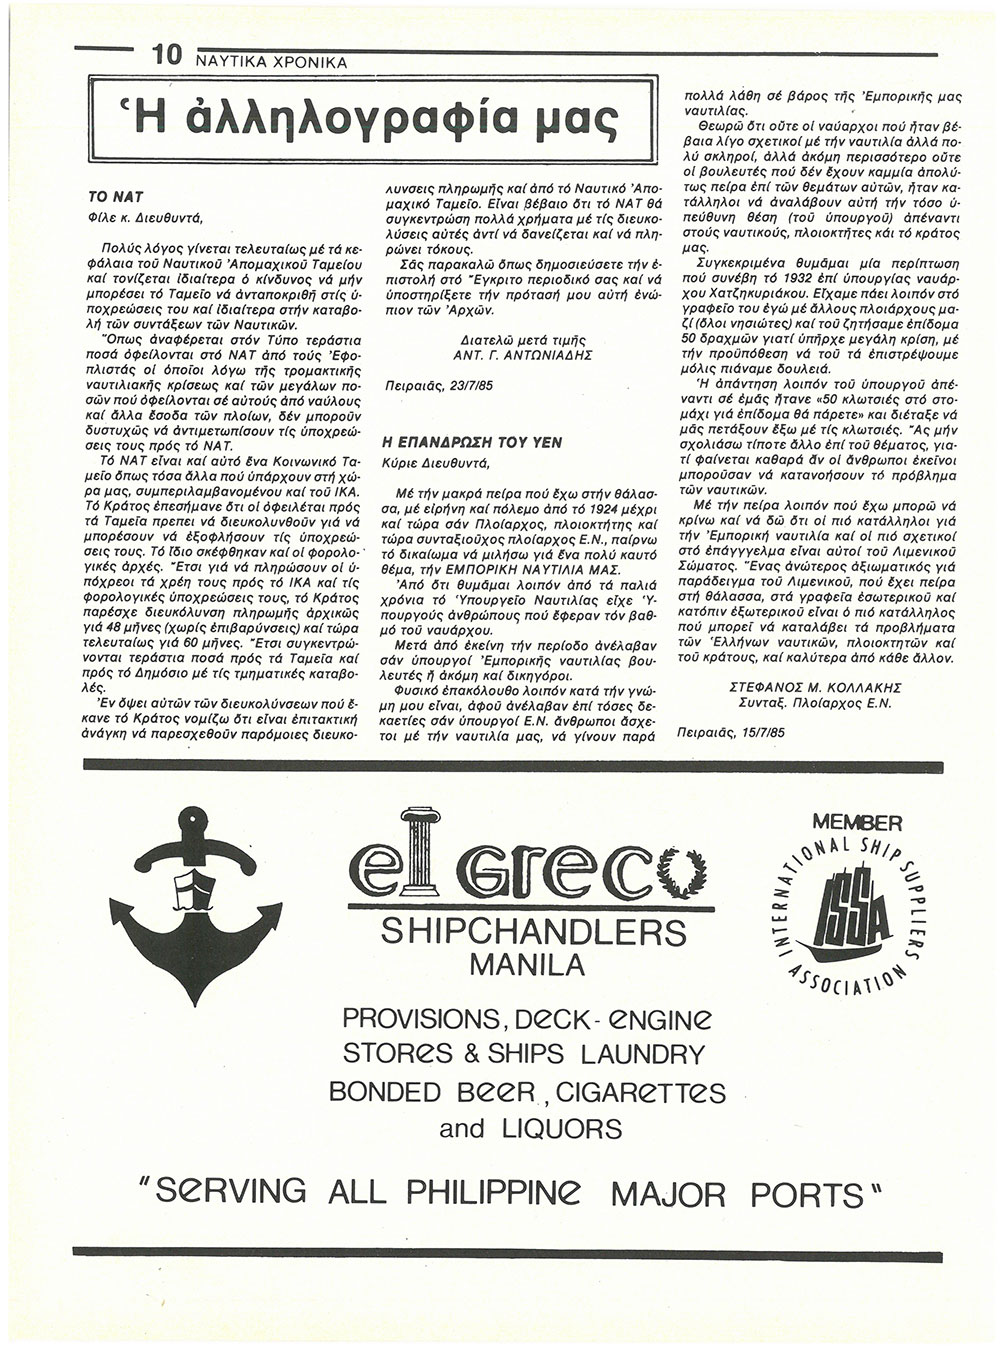 10 ΝΑΥΤΙΚΑ ΧΡΟΝΙΚΑ
Ἡ ἀλληλογραφία μας
ΤΟ ΝΑΤ
Φίλε κ. Διευθυντά,
Πολύς λόγος γίνεται τελευταίως μέ τά κε-
φάλαια τοῦ Ναυτικοῦ Ἀπομαχικοῦ Ταμείου
καί τονίζεται ἰδιαίτερα ὁ κίνδυνος νά μήν
μπορέσει τό Ταμεῖο νά ἀνταποκριθῆ στίς ὑ-
ποχρεώσεις του καί ἰδιαίτερα στήν καταβο-
λή τῶν συντάξεων τῶν Ναυτικῶν.
Ὅπως ἀναφέρεται στόν Τύπο τεράστια
ποσά ὀφείλονται στό ΝΑΤ ἀπό τούς Ἐφο-
πλιστάς οἱ ὁποῖοι λόγω τῆς τρομακτικῆς
ναυτιλιακῆς κρίσεως καί τῶν μεγάλων πο-
σῶν πού ὀφείλονται σέ αὐτούς ἀπό ναύλους
καί ἄλλα ἔσοδα τῶν πλοίων, δέν μποροῦν
δυστυχῶς νά ἀντιμετωπίσουν τίς ὑποχρεώ-
σεις τους πρός τό ΝΑΤ.
Τό ΝΑΤ εἶναι καί αὐτό ἕνα Κοινωνικό Τα-
μεῖο ὅπως τόσα ἄλλα πού ὑπάρχουν στή χώ-
ρα μας, συμπεριλαμβανομένου καί τοῦ ΙΚΑ.
Τό Κράτος ἐπεσήμανε ὅτι οἱ ὀφειλέται πρός
τά Ταμεῖα πρεπει νά διευκολυνθοῦν γιά νά
μπορέσουν νά ἐξοφλήσουν τίς ὑποχρεώ-
σεις τους. Τό ἴδιο σκέφθηκαν καί οἱ φορολο-
γικές ἀρχές. Ἔτσι γιά νά πληρώσουν οἱ ὑ-
πόχρεοι τά χρέη τους πρός τό ΙΚΑ καί τίς
φορολογικές ὑποχρεώσεις τους, τό Κράτος
παρέσχε διευκόλυνση πληρωμῆς ἀρχικῶς
γιά 48 μῆνες (χωρίς ἐπιβαρύνσεις) καί τώρα
τελευταίως γιά 60 μῆνες. Ἔτσι συγκεντρώ-
νονται τεράστια ποσά πρός τά Ταμεῖα καί
πρός τό Δημόσιο μέ τίς τμηματικές καταβο-
λές.
Ἐν ὄψει αὐτῶν τῶν διευκολύνσεων πού ἔ-
κανε τό Κράτος νομίζω ὅτι εἶναι ἐπιτακτική
ἀνάγκη νά παρεσχεθοῦν παρόμοιες διευκο-
λυνσεις πληρωμῆς καί ἀπό τό Ναυτικό Ἀπο-
μαχικό Ταμεῖο. Εἶναι βέβαιο ὅτι τό ΝΑΤ θά
συγκεντρώση πολλά χρήματα μέ τίς διευκο-
λύσεις αὐτές ἀντί νά δανείζεται καί νά πλη-
ρώνει τόκους.
Σᾶς παρακαλῶ ὅπως δημοσιεύσετε τήν ἐ-
πιστολή στό Ἔγκριτο περιοδικό σας καί νά
ὑποστηρίξετε τήν πρότασή μου αὐτή ἐνώ-
πιον τῶν Ἀρχῶν.
Διατελῶ μετά τιμῆς
ΑΝΤ. Γ. ΑΝΤΩΝΙΑΔΗΣ
Πειραιᾶς, 23/7/85
Η ΕΠΑΝΔΡΩΣΗ ΤΟΥ ΥΕΝ
Κύριε Διευθυντά,
Μέ τήν μακρά πείρα πού ἔχω στήν θάλασ-
σα, μέ εἰρήνη καί πόλεμο ἀπό τό 1924 μέχρι
καί τώρα σάν Πλοίαρχος, πλοιοκτήτης καί
τώρα συνταξιοῦχος πλοίαρχος Ε.Ν., παίρνω
τό δικαίωμα νά μιλήσω γιά ἕνα πολύ καυτό
θέμα, τήν ΕΜΠΟΡΙΚΗ ΝΑΥΤΙΛΙΑ ΜΑΣ.
Ἀπό ὅτι θυμᾶμαι λοιπόν ἀπό τά παλιά
χρόνια τό Ὑπουργεῖο Ναυτιλίας εἶχε Ὑ-
πουργούς ἀνθρώπους πού ἔφεραν τόν βαθ-
μό τοῦ ναυάρχου.
Μετά ἀπό ἐκείνη τήν περίοδο ἀνέλαβαν
σάν ὑπουργοί Ἐμπορικῆς ναυτιλίας βου-
λευτές ἤ ἀκόμη καί δικηγόροι.
Φυσικό ἐπακόλουθο λοιπόν κατά τήν γνώ-
μη μου εἶναι, ἀφοῦ ἀνέλαβαν ἐπί τόσες δε-
καετίες σάν ὑπουργοί Ε.Ν. ἄνθρωποι ἄσχε-
τοι μέ τήν ναυτιλία μας, νά γίνουν παρά
πολλά λάθη σέ βάρος τῆς Ἐμπορικῆς μας
ναυτιλίας.
Θεωρῶ ὅτι οὔτε οἱ ναύαρχοι πού ἦταν βέ-
βαια λίγο σχετικοί μέ τήν ναυτιλία ἀλλά πο-
λύ σκληροί, ἀλλά ἀκόμη περισσότερο οὔτε
οἱ βουλευτές πού δέν ἔχουν καμμία ἀπολύ-
τως πείρα ἐπί τῶν θεμάτων αὐτῶν, ἦταν κα-
τάλληλοι νά ἀναλάβουν αὐτή τήν τόσο ὑ-
πεύθυνη θέση (τοῦ ὑπουργοῦ) ἀπέναντι
στούς ναυτικούς, πλοιοκτῆτες κάι τό κράτος
μας.
Συγκεκριμένα θυμᾶμαι μία περίπτωση
πού συνέβη τό 1932 ἐπί ὑπουργίας ναυάρ-
χου Χατζηκυριάκου. Εἴχαμε πάει λοιπόν στό
γραφεῖο του ἐγώ μέ ἄλλους πλοιάρχους μα-
ζί (ὅλοι νησιῶτες) καί τοῦ ζητήσαμε ἐπίδομα
50 δραχμῶν γιατί ὑπῆρχε μεγάλη κρίση, μέ
τήν προϋπόθεση νά τοῦ τά ἐπιστρέψουμε
μόλις πιάναμε δουλειά.
Ἡ ἀπάντηση λοιπόν τοῦ ὑπουργοῦ ἀπέ-
ναντι σέ ἐμᾶς ἤτανε «50 κλωτσιές στό στο-
μάχι γιά ἐπίδομα θά πάρετε» καί διέταξε νά
μᾶς πετάξουν ἔξω μέ τίς κλωτσιές. Ἄς μήν
σχολιάσω τίποτε ἄλλο ἐπί τοῦ θέματος, για-
τί φαίνεται καθαρά ἄν οἱ ἄνθρωποι ἐκεῖνοι
μποροῦσαν νά κατανοήσουν τό πρόβλημα
τῶν ναυτικῶν.
Μέ τήν πείρα λοιπόν πού ἔχω μπορῶ νά
κρίνω καί νά δῶ ὅτι οἱ πιό κατάλληλοι γιά
τήν Ἐμπορική ναυτιλία καί οἱ πιό σχετικοί
στό ἐπάγγελμα εἶναι αὐτοί τοῦ Λιμενικοῦ
Σώματος. Ἕνας ἀνώτερος ἀξιωματικός γιά
παράδειγμα τοῦ Λιμενικοῦ, πού ἔχει πείρα
στή θάλασσα, στά γραφεῖα ἐσωτερικοῦ καί
κατόπιν ἐξωτερικοῦ εἶναι ὁ πιό κατάλληλος
πού μπορεῖ νά καταλάβει τά προβλήματα
τῶν Ἑλλήνων ναυτικῶν, πλοιοκτητῶν καί
τοῦ κράτους, καί καλύτερα ἀπό κάθε ἄλλον.
ΣΤΕΦΑΝΟΣ Μ. ΚΟΛΛΑΚΗΣ
Συνταξ. Πλοίαρχος Ε.Ν.
Πειραιᾶς, 15/7/85
el Greco
SHIPCHANDLERS
MANILA
MEMBER
INTERNATIONAL SHIP SUPPLIERS
ISSA
ASSOCIATION
PROVISIONS, DeCK-eNGINe
STOReS & SHIPS LAUNDRY
BONDED BeeR, CIGAReTTeS
and LIQUORS
"SeRVING ALL PHILIPPINe MAJOR PORTS"